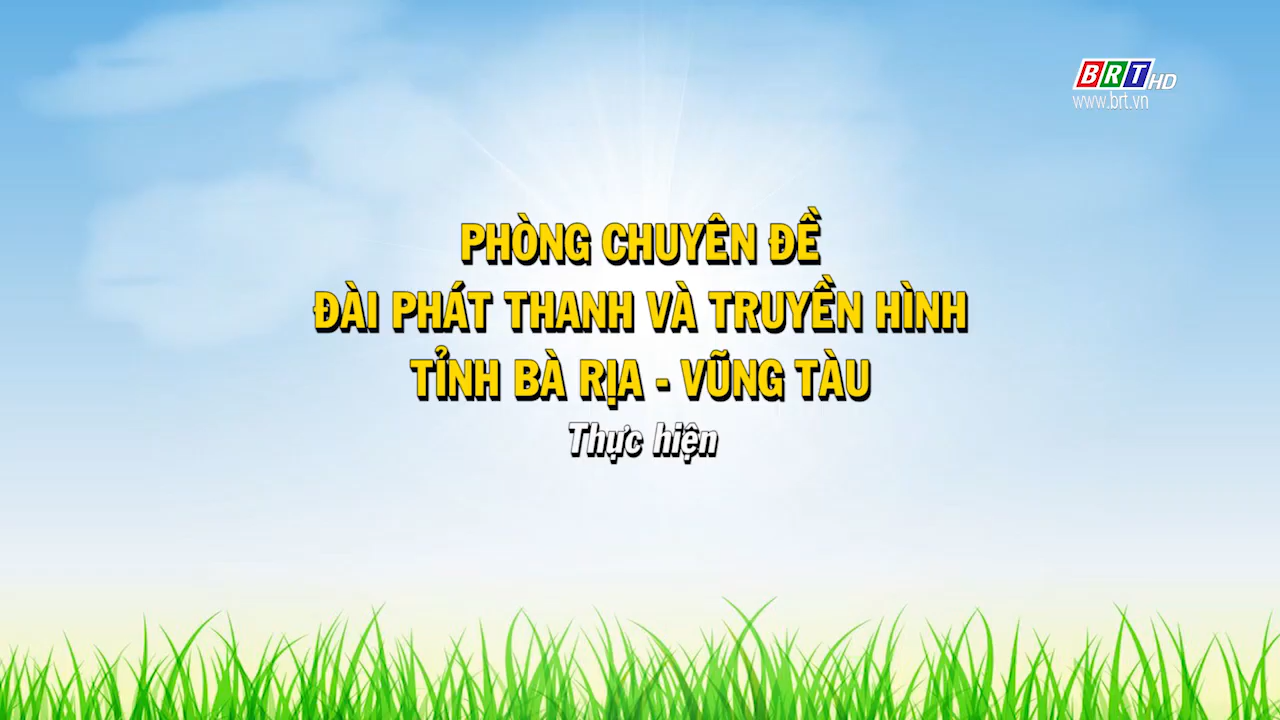 BRT HD
www.brt.vn
PHÒNG CHUYÊN ĐỀ
ĐÀI PHÁT THANH VÀ TRUYỀN HÌNH
TỈNH BÀ RỊA - VŨNG TÀU
Thực hiện